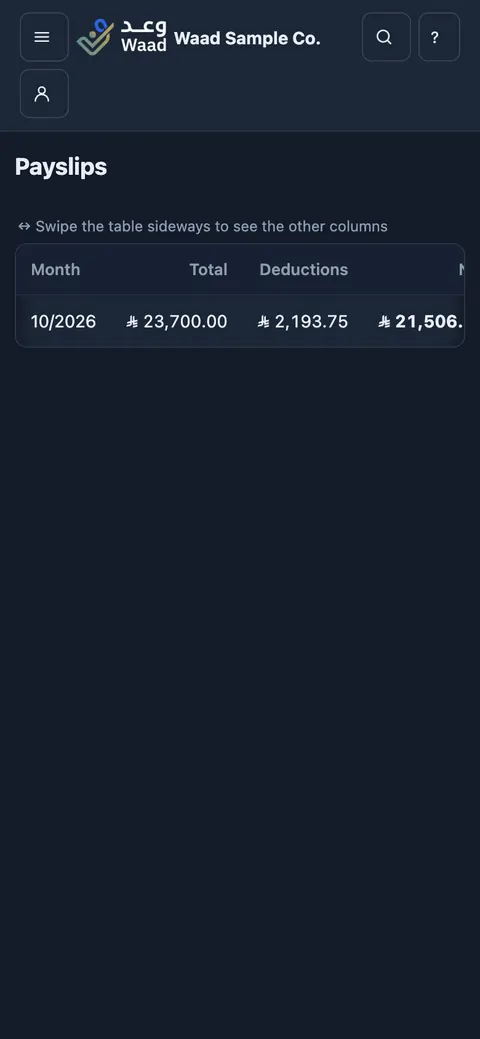 وعد
Waad
Waad Sample Co.
?
Payslips
↔ Swipe the table sideways to see the other columns
Month Total Deductions
10/2026 ⃁ 23,700.00 ⃁ 2,193.75 ⃁ 21,506.